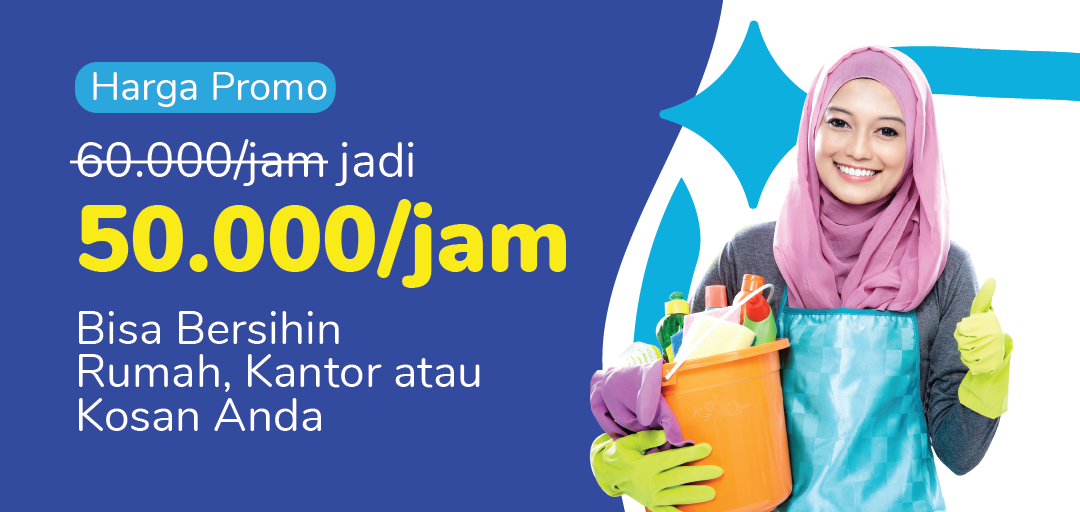 Harga Promo
60.000/jam jadi
50.000/jam
Bisa Bersihin
Rumah, Kantor atau
Kosan Anda